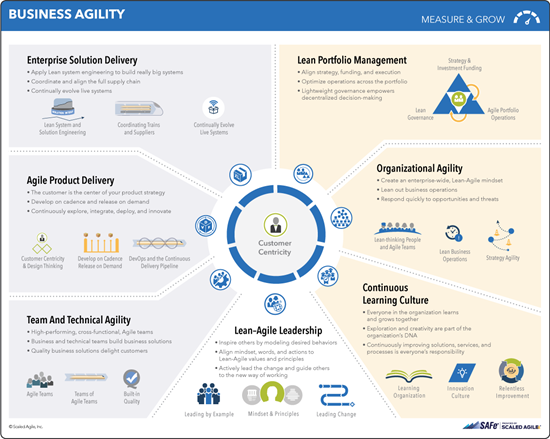 BUSINESS AGILITY
MEASURE & GROW
Enterprise Solution Delivery
• Apply Lean system engineering to build really big systems
• Coordinate and align the full supply chain
• Continually evolve live systems
Lean System and
Solution Engineering
Coordinating Trains
and Suppliers
Continually Evolve
Live Systems
Lean Portfolio Management
• Align strategy, funding, and execution
• Optimize operations across the portfolio
• Lightweight governance empowers
decentralized decision-making
Strategy &
Investment Funding
Lean
Governance
Agile Portfolio
Operations
Agile Product Delivery
• The customer is the center of your product strategy
• Develop on cadence and release on demand
• Continuously explore, integrate, deploy, and innovate
Customer Centricity
& Design Thinking
Develop on Cadence
Release on Demand
DevOps and the Continuous
Delivery Pipeline
Customer
Centricity
Organizational Agility
• Create an enterprise-wide, Lean-Agile mindset
• Lean out business operations
• Respond quickly to opportunities and threats
Lean-thinking People
and Agile Teams
Lean Business
Operations
Strategy Agility
Team And Technical Agility
• High-performing, cross-functional, Agile teams
• Business and technical teams build business solutions
• Quality business solutions delight customers
Agile Teams
Teams of
Agile Teams
Built-in
Quality
Lean-Agile Leadership
• Inspire others by modeling desired behaviors
• Align mindset, words, and actions to
Lean-Agile values and principles
• Actively lead the change and guide others
to the new way of working
Leading by Example
Mindset & Principles
Leading Change
Continuous
Learning Culture
• Everyone in the organization learns
and grows together
• Exploration and creativity are part of the
organization's DNA
• Continuously improving solutions, services, and
processes is everyone's responsibility
Learning
Organization
Innovation
Culture
Relentless
Improvement
© Scaled Agile, Inc.
SAFe®
SCALED AGILE